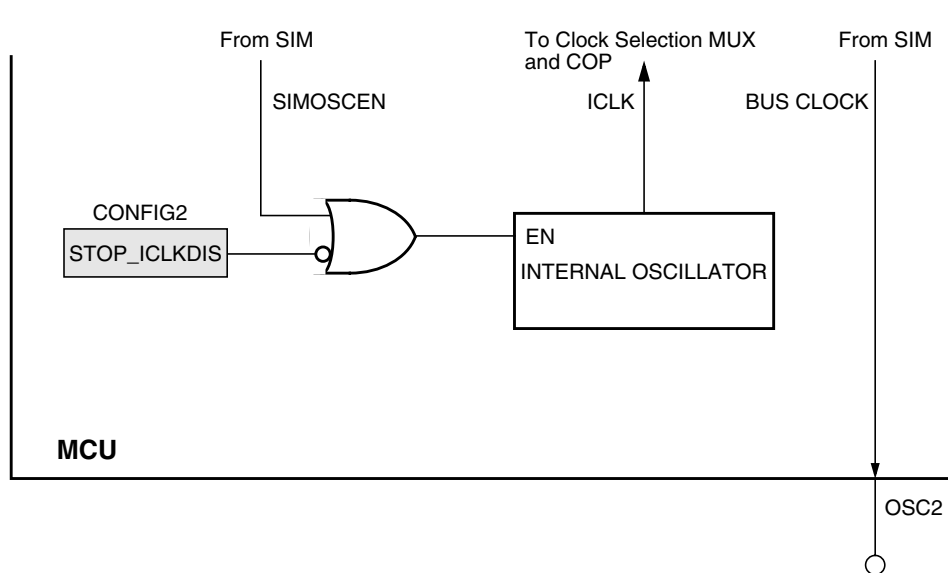 From SIM
To Clock Selection MUX
and COP
From SIM
SIMOSCEN
ICLK
BUS CLOCK
CONFIG2
STOP_ICLKDIS
EN
INTERNAL OSCILLATOR
MCU
OSC2